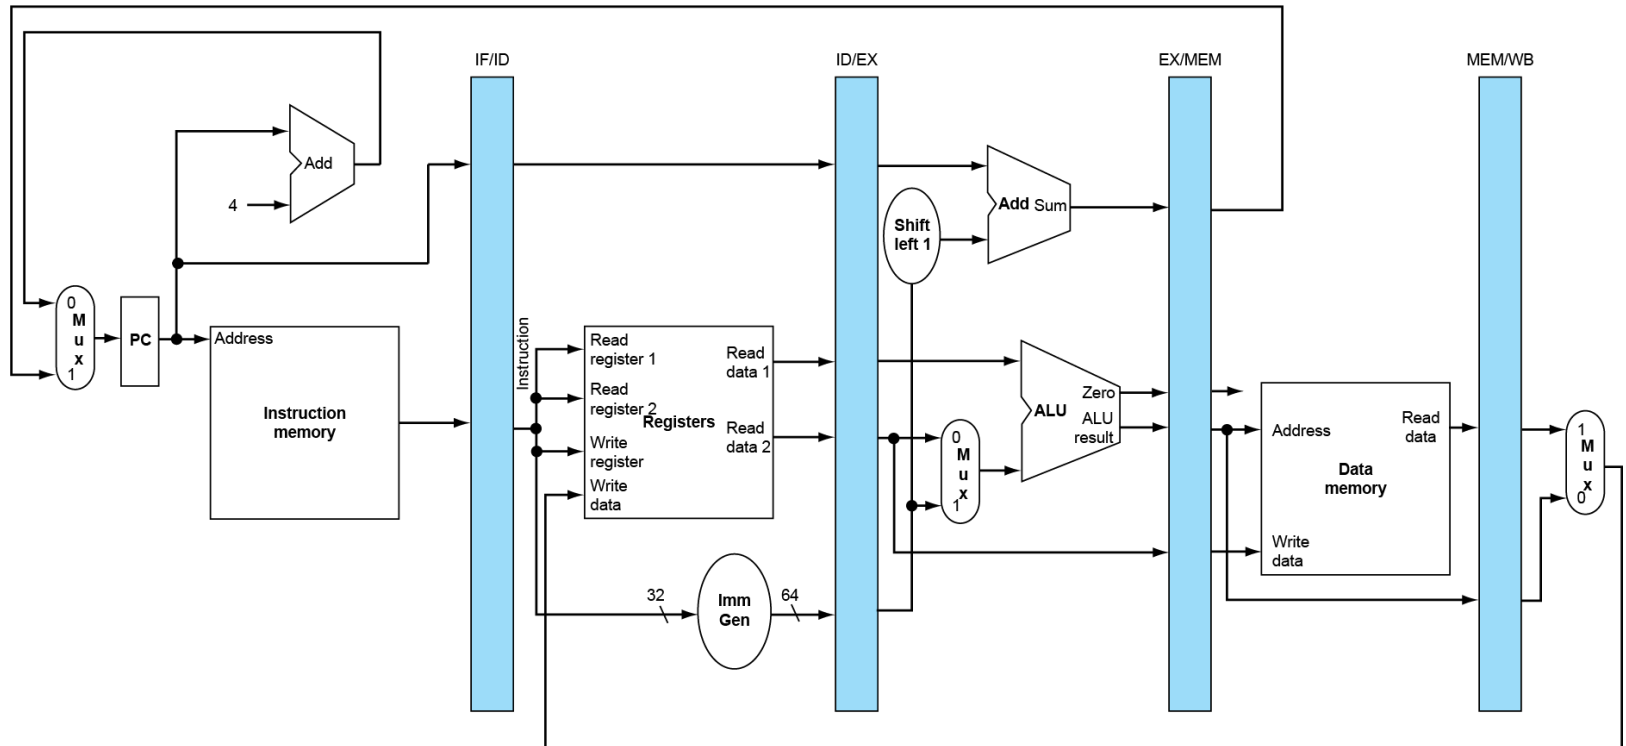 IF/ID
ID/EX
EX/MEM
MEM/WB
Add
4
0
M
u
x
1
PC
Address
Instruction
memory
Instruction
Read
register 1
Read
register 2
Write
register
Write
data
Registers
Read
data 1
Read
data 2
32
Imm
Gen
64
Shift
left 1
Add Sum
0
M
u
x
1
Zero
ALU
ALU
result
Address
Read
data
Data
memory
Write
data
1
M
u
x
0